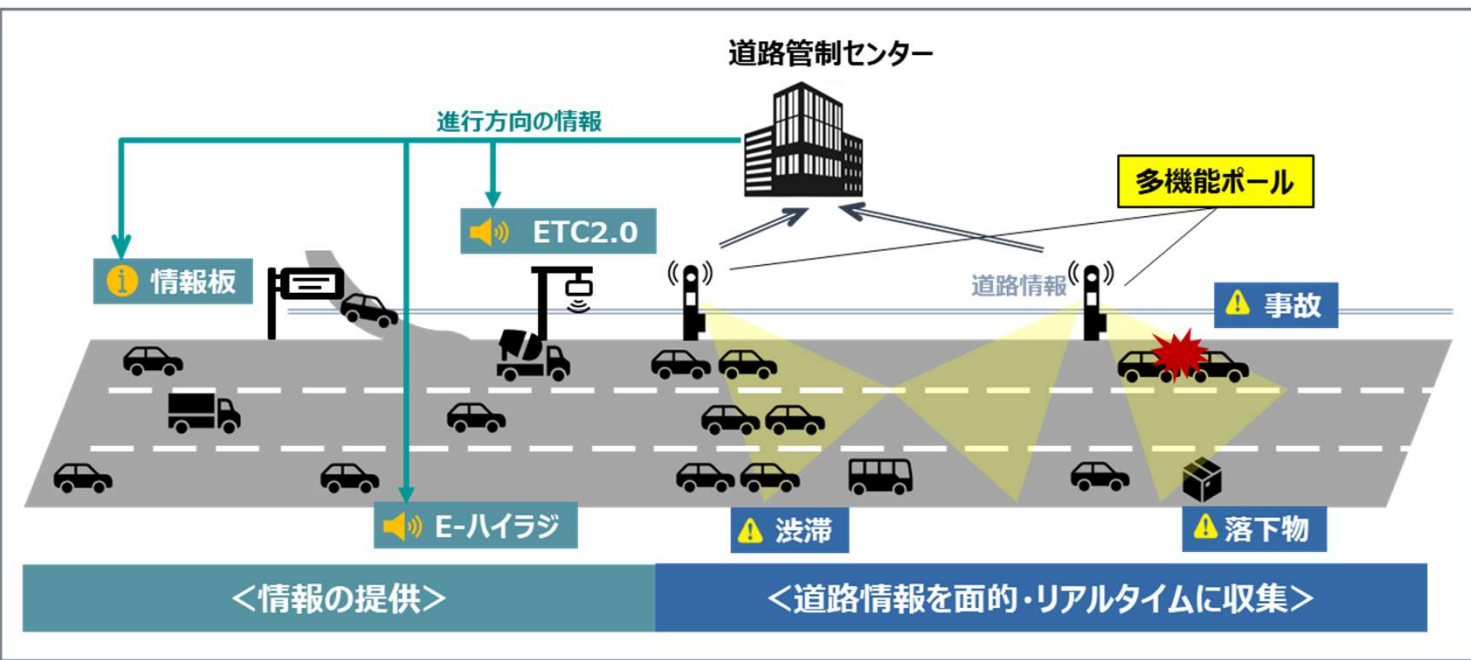 道路管制センター
進行方向の情報
多機能ポール
ETC2.0
情報板
道路情報
事故
E-ハイラジ
渋滞
落下物
＜情報の提供＞
＜道路情報を面的・リアルタイムに収集＞